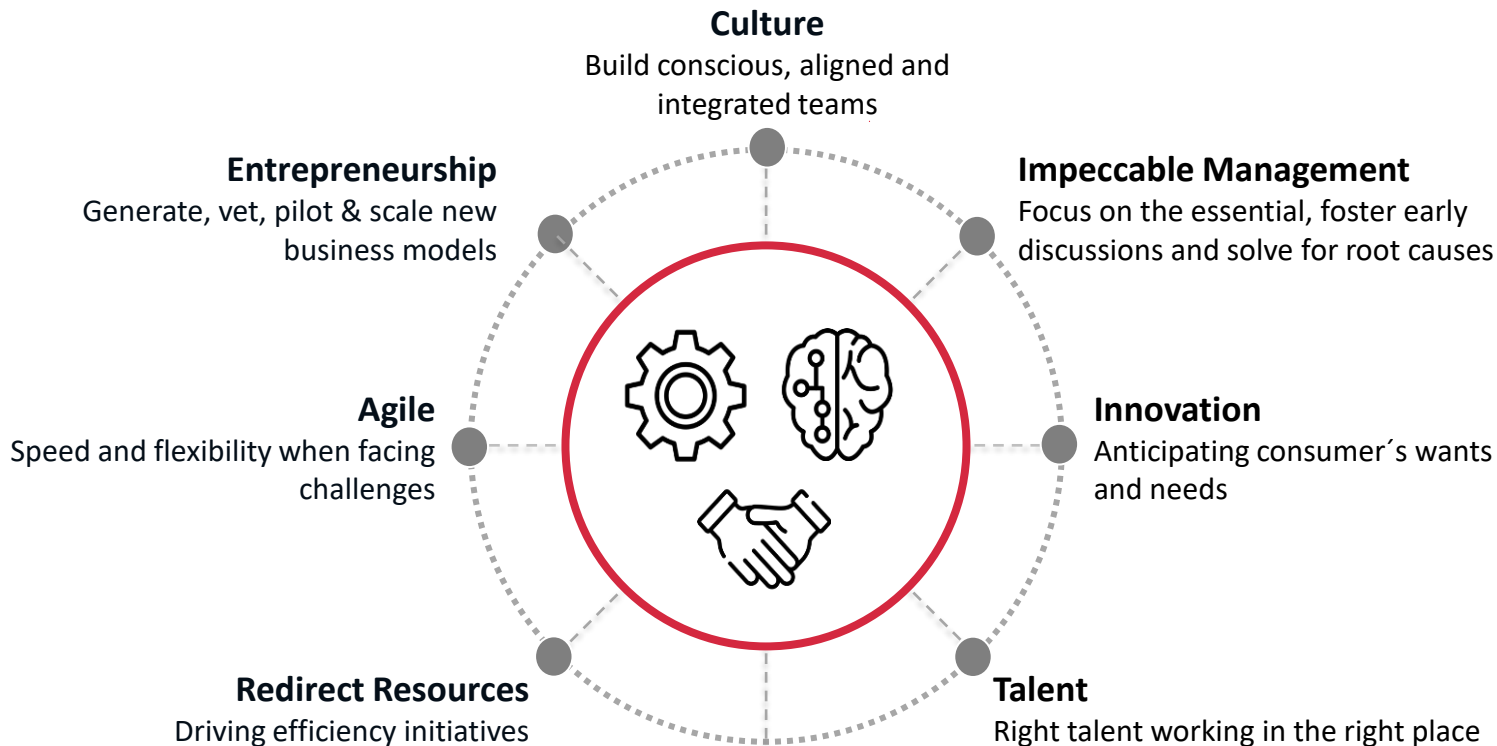 Culture
Build conscious, aligned and
integrated teams
Entrepreneurship
Generate, vet, pilot & scale new
business models
Impeccable Management
Focus on the essential, foster early
discussions and solve for root causes
Agile
Speed and flexibility when facing
challenges
Innovation
Anticipating consumer´s wants
and needs
Redirect Resources
Driving efficiency initiatives
Talent
Right talent working in the right place